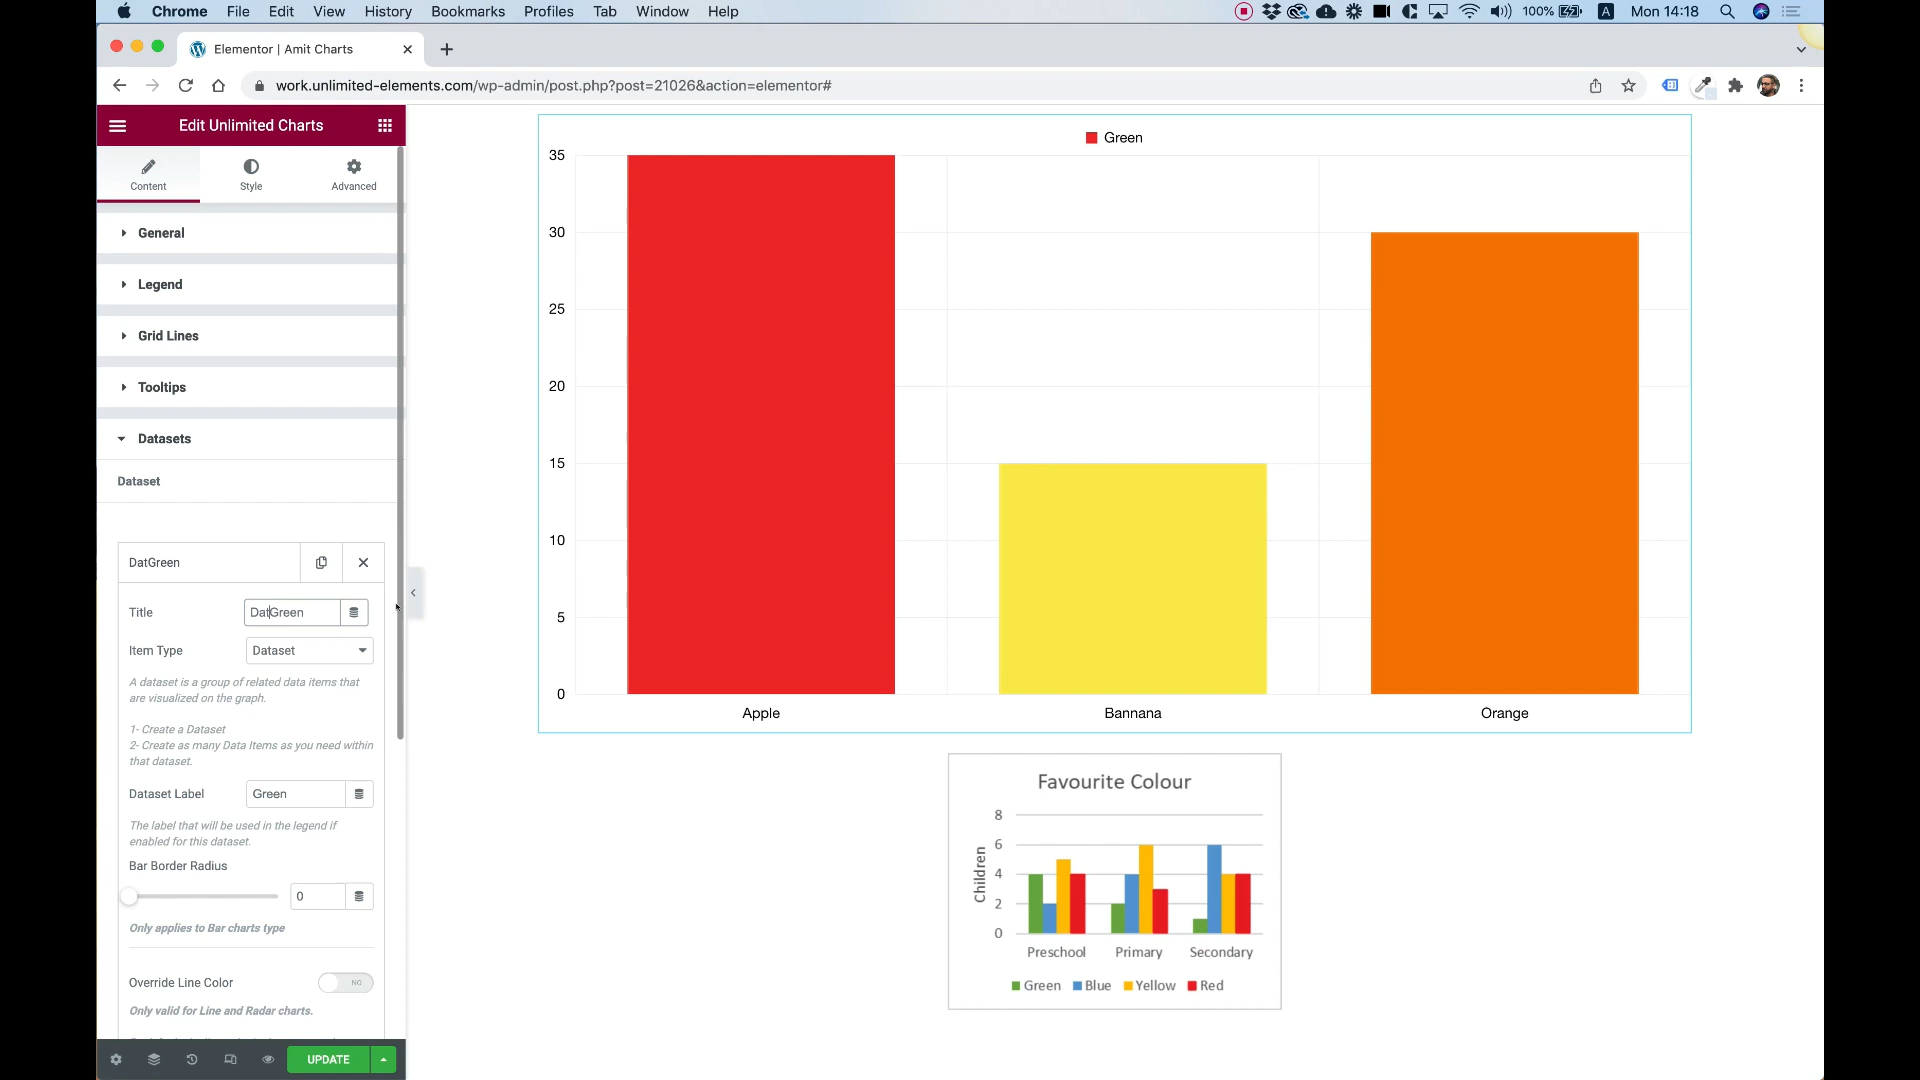 Chrome File Edit View History Bookmarks Profiles Tab Window Help
100% A Mon 14:18
Elementor | Amit Charts
work.unlimited-elements.com/wp-admin/post.php?post=21026&action=elementor#
Edit Unlimited Charts
Content Style Advanced
General
Legend
Grid Lines
Tooltips
Datasets
Dataset
DatGreen
Title DatGreen
Item Type Dataset
A dataset is a group of related data items that
are visualized on the graph.
1- Create a Dataset
2- Create as many Data Items as you need within
that dataset.
Dataset Label Green
The label that will be used in the legend if
enabled for this dataset.
Bar Border Radius
0
Only applies to Bar charts type
Override Line Color NO
Only valid for Line and Radar charts.
UPDATE
Green
35
30
25
20
15
10
5
0
Apple Bannana Orange
Favourite Colour
Children
8
6
4
2
0
Preschool Primary Secondary
Green Blue Yellow Red